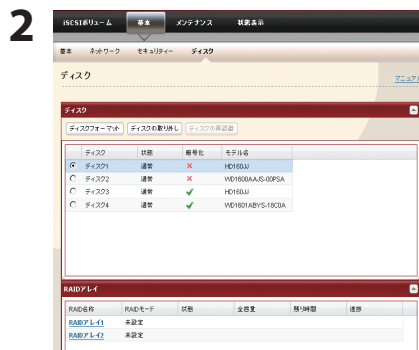 2
iSCSIボリューム 基本 メンテナンス 状態表示
基本 ネットワーク セキュリティー ディスク
ディスク
マニュアル
ディスク
ディスクフォーマット ディスクの取り外し ディスクの再認識
ディスク 状態 暗号化 モデル名
ディスク1 通常 × HD160JJ
ディスク2 通常 × WD1600AAJS-00PSA
ディスク3 通常 ✔ HD160JJ
ディスク4 通常 ✔ WD1601ABYS-18C0A
RAIDアレイ
RAID名称 RAIDモード 状態 全容量 残り時間 進捗
RAIDアレイ1 未設定
RAIDアレイ2 未設定